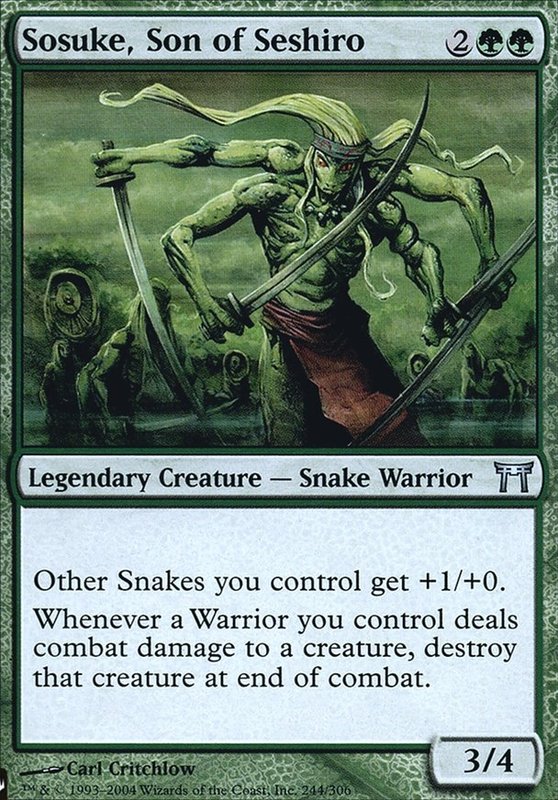 Sosuke, Son of Seshiro 2
Legendary Creature — Snake Warrior
Other Snakes you control get +1/+0.
Whenever a Warrior you control deals
combat damage to a creature, destroy
that creature at end of combat.
3/4
Carl Critchlow
™ & © 1993–2004 Wizards of the Coast, Inc. 244/306